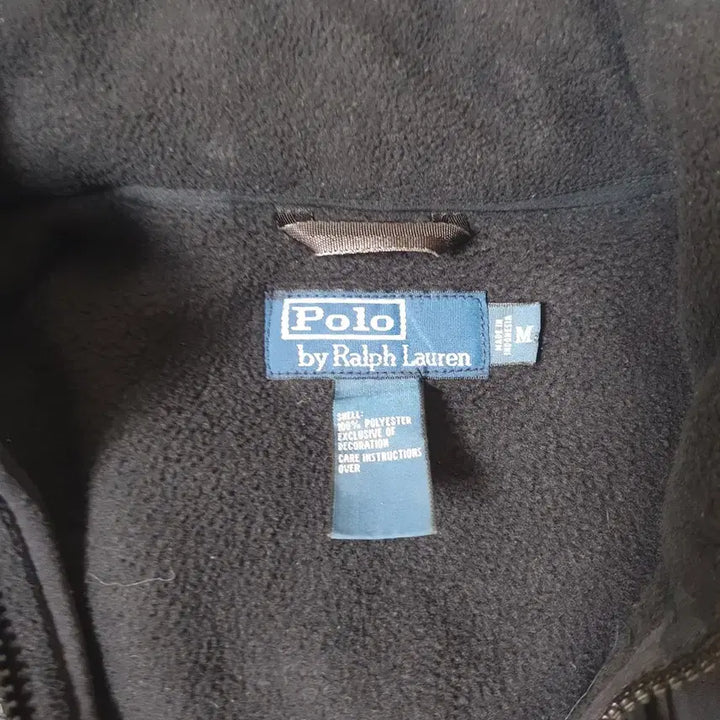 Polo
by Ralph Lauren
MADE IN
INDONESIA
M
SHELL:
100% POLYESTER
EXCLUSIVE OF
DECORATION
CARE INSTRUCTIONS
OVER